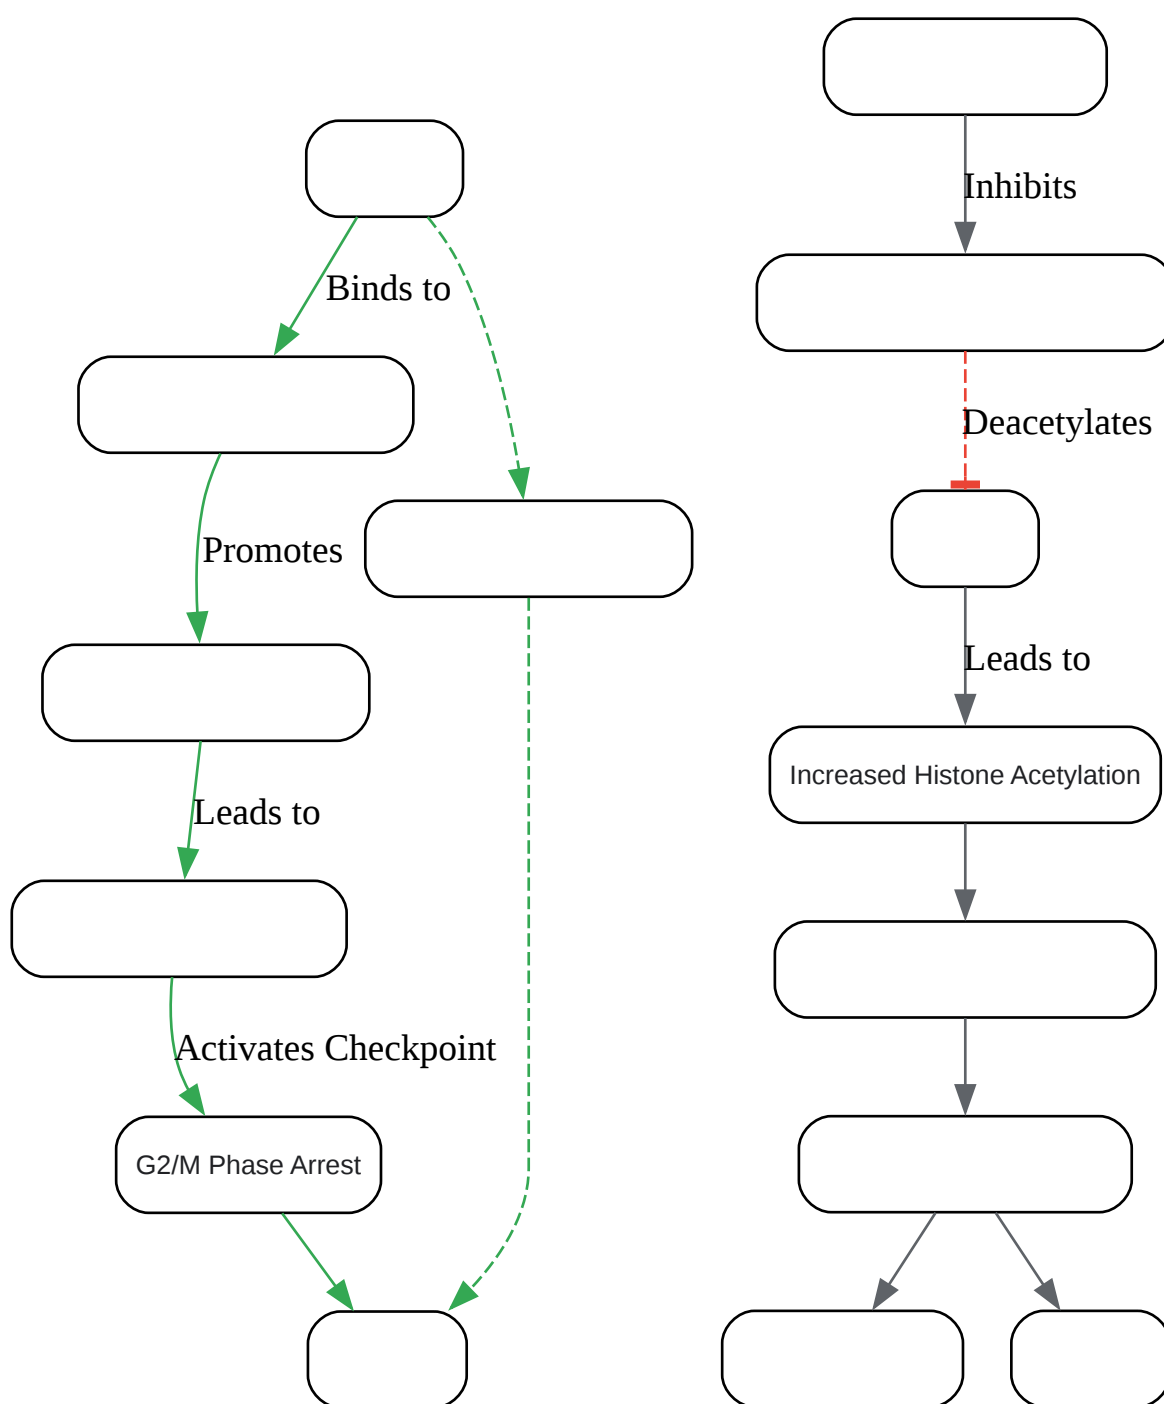 Inhibits
Binds to
Deacetylates
Promotes
Leads to
Increased Histone Acetylation
Leads to
Activates Checkpoint
G2/M Phase Arrest